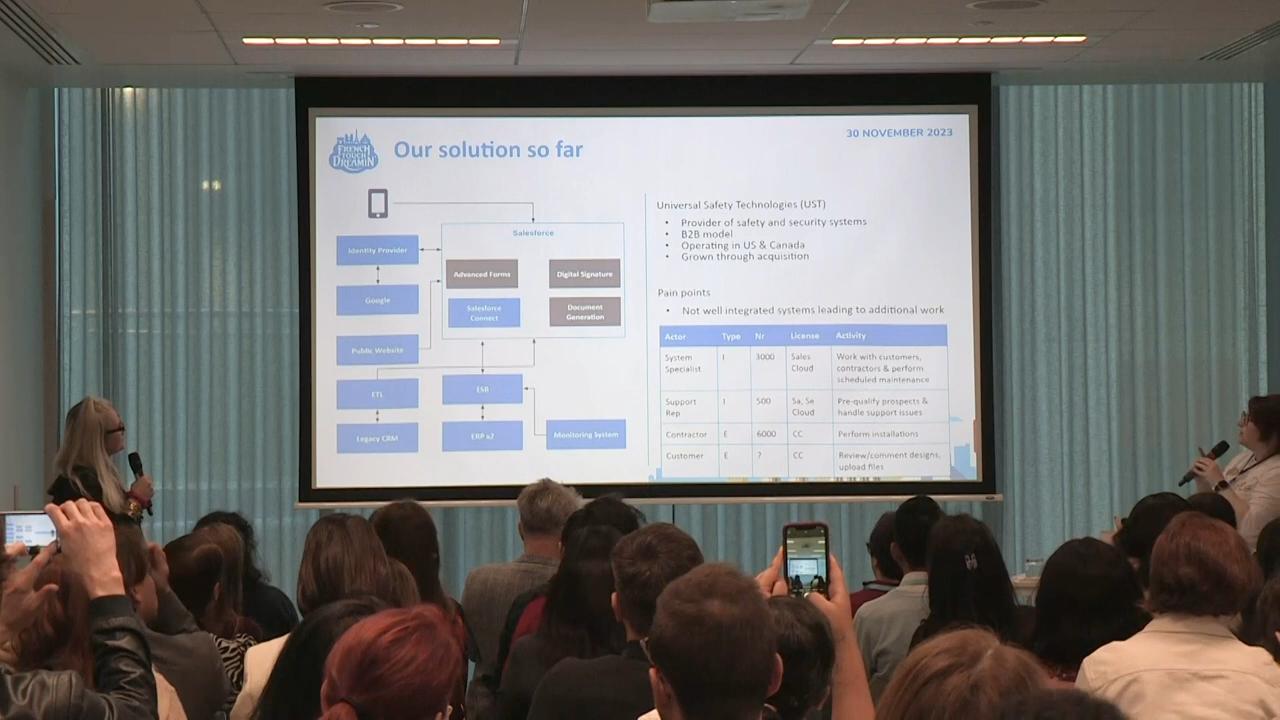 FRENCH
TOUCH
DREAMIN
Our solution so far
30 NOVEMBER 2023
Salesforce
Identity Provider
Advanced Forms
Digital Signature
Google
Salesforce
Connect
Document
Generation
Public Website
ETL
ESB
Legacy CRM
ERP x2
Monitoring System
Universal Safety Technologies (UST)
• Provider of safety and security systems
• B2B model
• Operating in US & Canada
• Grown through acquisition
Pain points
• Not well integrated systems leading to additional work
Actor Type Nr License Activity
System Specialist I 3000 Sales Cloud Work with customers, contractors & perform scheduled maintenance
Support Rep I 500 Sa, Se Cloud Pre-qualify prospects & handle support issues
Contractor E 6000 CC Perform installations
Customer E ? CC Review/comment designs, upload files